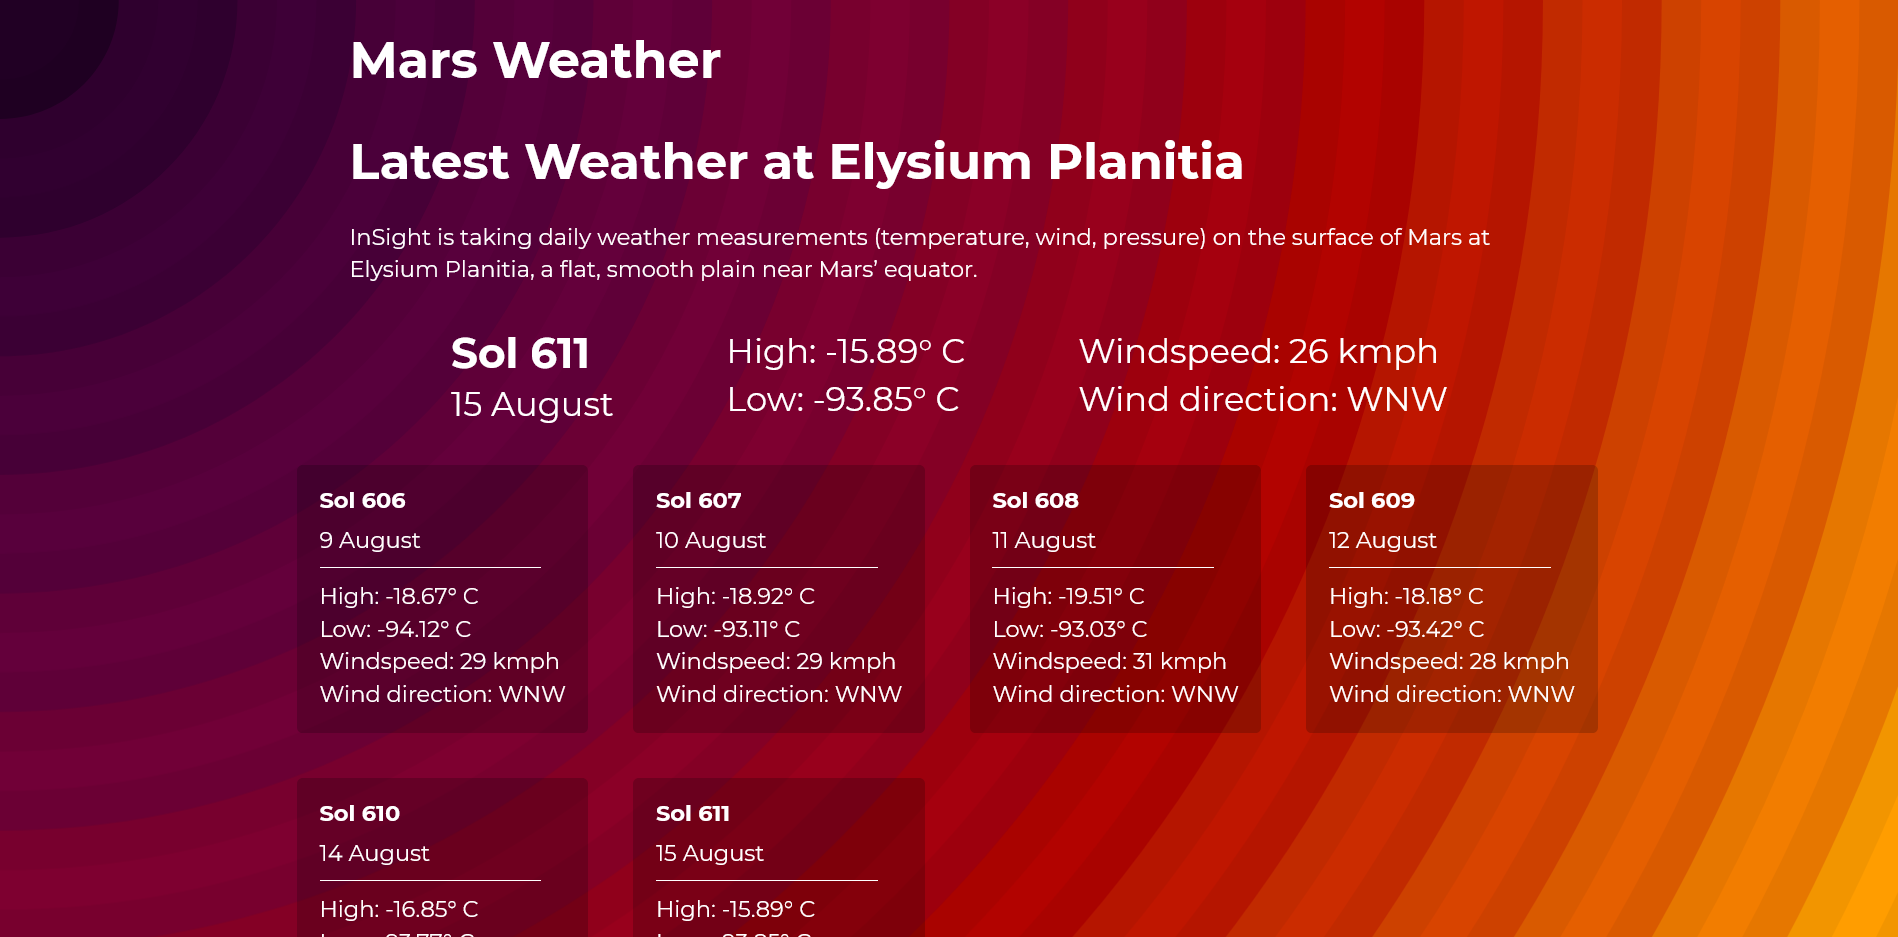 Mars Weather
Latest Weather at Elysium Planitia
InSight is taking daily weather measurements (temperature, wind, pressure) on the surface of Mars at
Elysium Planitia, a flat, smooth plain near Mars’ equator.
Sol 611
15 August
High: -15.89° C
Low: -93.85° C
Windspeed: 26 kmph
Wind direction: WNW
Sol 606
9 August
High: -18.67° C
Low: -94.12° C
Windspeed: 29 kmph
Wind direction: WNW
Sol 607
10 August
High: -18.92° C
Low: -93.11° C
Windspeed: 29 kmph
Wind direction: WNW
Sol 608
11 August
High: -19.51° C
Low: -93.03° C
Windspeed: 31 kmph
Wind direction: WNW
Sol 609
12 August
High: -18.18° C
Low: -93.42° C
Windspeed: 28 kmph
Wind direction: WNW
Sol 610
14 August
High: -16.85° C
Sol 611
15 August
High: -15.89° C